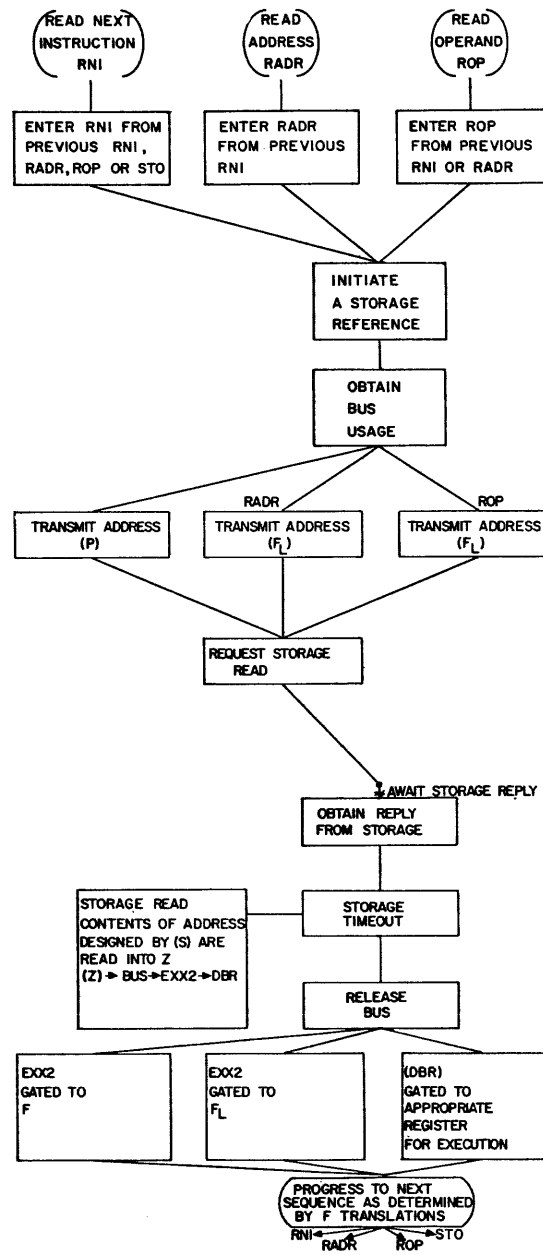 READ NEXT
INSTRUCTION
RNI
READ
ADDRESS
RADR
READ
OPERAND
ROP
ENTER RNI FROM
PREVIOUS RNI,
RADR, ROP OR STO
ENTER RADR
FROM PREVIOUS
RNI
ENTER ROP
FROM PREVIOUS
RNI OR RADR
INITIATE
A STORAGE
REFERENCE
OBTAIN
BUS
USAGE
RADR
ROP
TRANSMIT ADDRESS
(P)
TRANSMIT ADDRESS
(FL)
TRANSMIT ADDRESS
(FL)
REQUEST STORAGE
READ
AWAIT STORAGE REPLY
OBTAIN REPLY
FROM STORAGE
STORAGE READ
CONTENTS OF ADDRESS
DESIGNED BY (S) ARE
READ INTO Z
(Z)→BUS→EXX2→DBR
STORAGE
TIMEOUT
RELEASE
BUS
EXX2
GATED TO
F
EXX2
GATED TO
FL
(DBR)
GATED TO
APPROPRIATE
REGISTER
FOR EXECUTION
PROGRESS TO NEXT
SEQUENCE AS DETERMINED
BY F TRANSLATIONS
RNI
RADR
ROP
STO